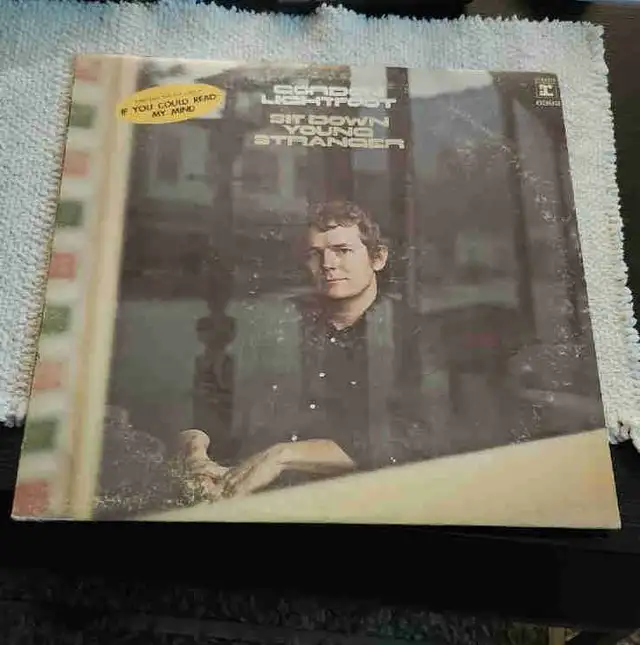 GORDON
LIGHTFOOT
SIT DOWN
YOUNG
STRANGER
IF YOU COULD READ
MY MIND